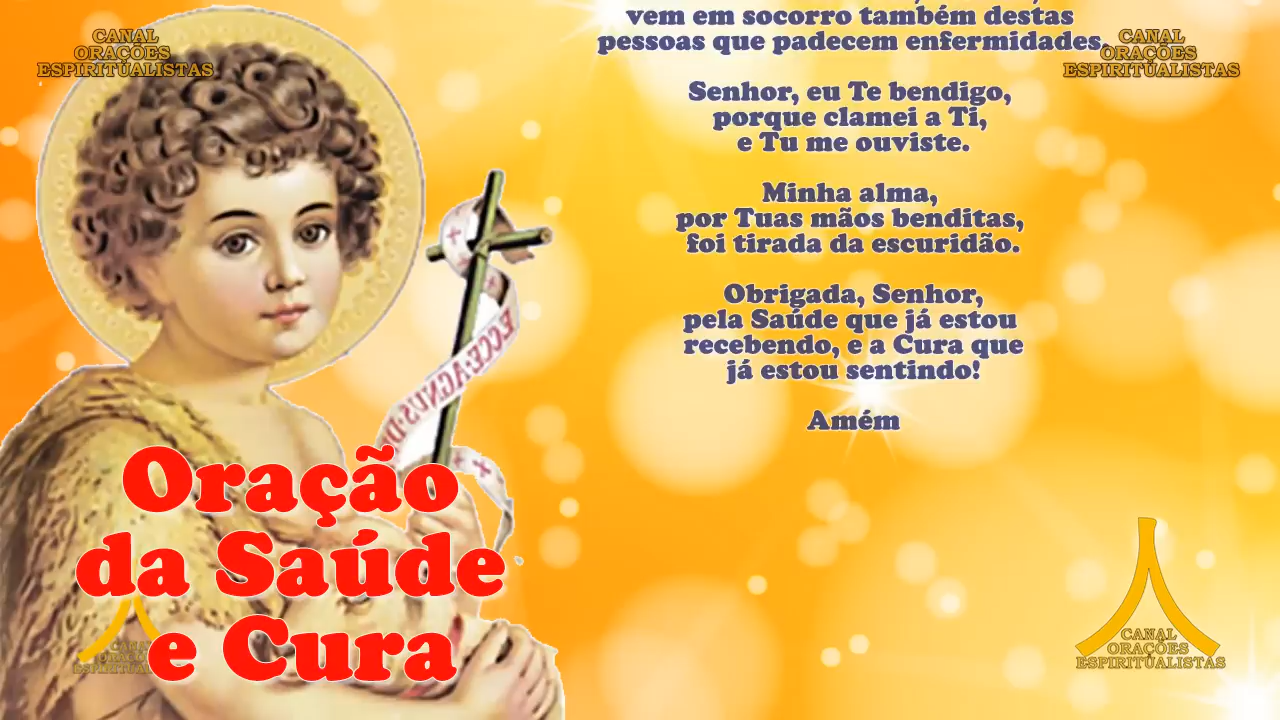 CANAL
ORAÇÕES
ESPIRITUALISTAS
vem em socorro também destas
pessoas que padecem enfermidades.
CANAL
ORAÇÕES
ESPIRITUALISTAS
Senhor, eu Te bendigo,
porque clamei a Ti,
e Tu me ouviste.
Minha alma,
por Tuas mãos benditas,
foi tirada da escuridão.
Obrigada, Senhor,
pela Saúde que já estou
recebendo, e a Cura que
já estou sentindo!
Amém
ECCE·AGNUS·D
Oração
da Saúde
e Cura
CANAL
ORAÇÕES
ESPIRITUALISTAS